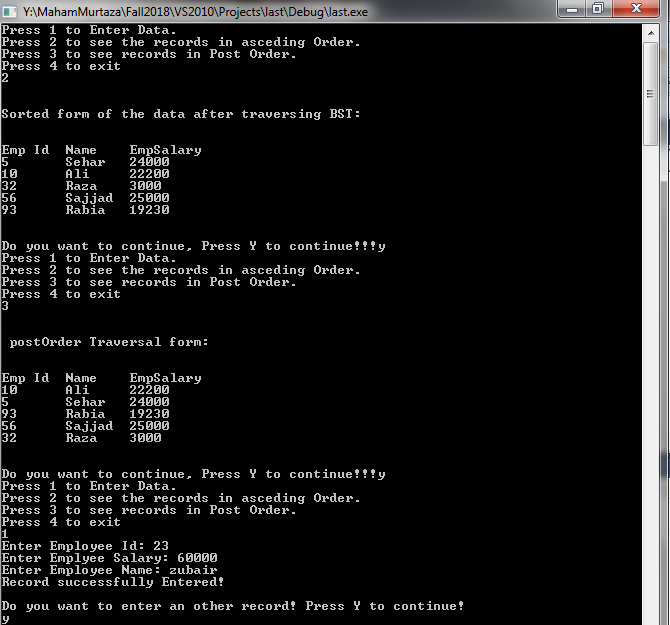 Y:\MahamMurtaza\Fall2018\VS2010\Projects\last\Debug\last.exe
Press 1 to Enter Data.
Press 2 to see the records in asceding Order.
Press 3 to see records in Post Order.
Press 4 to exit
2
Sorted form of the data after traversing BST:
Emp Id  Name    EmpSalary
5       Sehar   24000
10      Ali     22200
32      Raza    3000
56      Sajjad  25000
93      Rabia   19230
Do you want to continue, Press Y to continue!!!y
Press 1 to Enter Data.
Press 2 to see the records in asceding Order.
Press 3 to see records in Post Order.
Press 4 to exit
3
postOrder Traversal form:
Emp Id  Name    EmpSalary
10      Ali     22200
5       Sehar   24000
93      Rabia   19230
56      Sajjad  25000
32      Raza    3000
Do you want to continue, Press Y to continue!!!y
Press 1 to Enter Data.
Press 2 to see the records in asceding Order.
Press 3 to see records in Post Order.
Press 4 to exit
1
Enter Employee Id: 23
Enter Emplyee Salary: 60000
Enter Employee Name: zubair
Record successfully Entered!
Do you want to enter an other record! Press Y to continue!
y